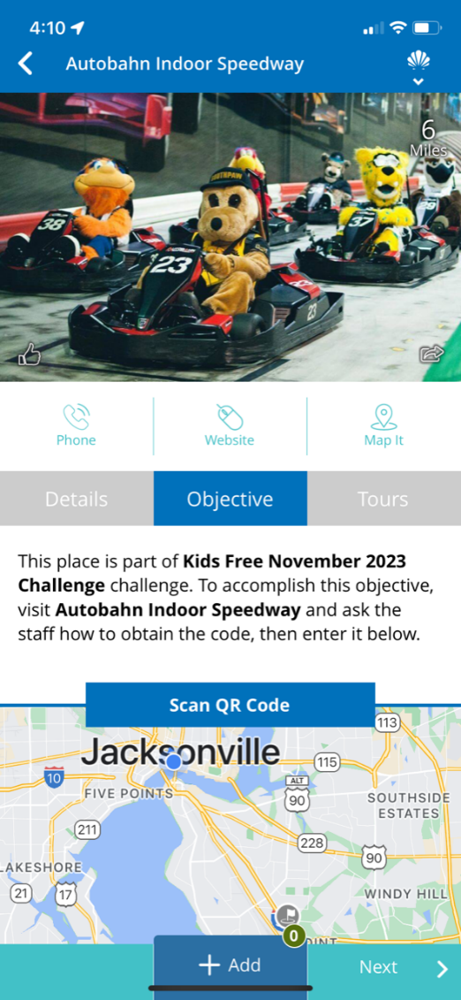 4:10
Autobahn Indoor Speedway
6
Miles
SOUTHPAW
38
23
37
23
Phone
Website
Map It
Details
Objective
Tours
This place is part of Kids Free November 2023
Challenge challenge. To accomplish this objective,
visit Autobahn Indoor Speedway and ask the
staff how to obtain the code, then enter it below.
Scan QR Code
113
Jacksonville
115
10
ALT
90
FIVE POINTS
SOUTHSIDE
ESTATES
211
228
90
LAKESHORE
21
17
WINDY HILL
0
OINT
+ Add
Next